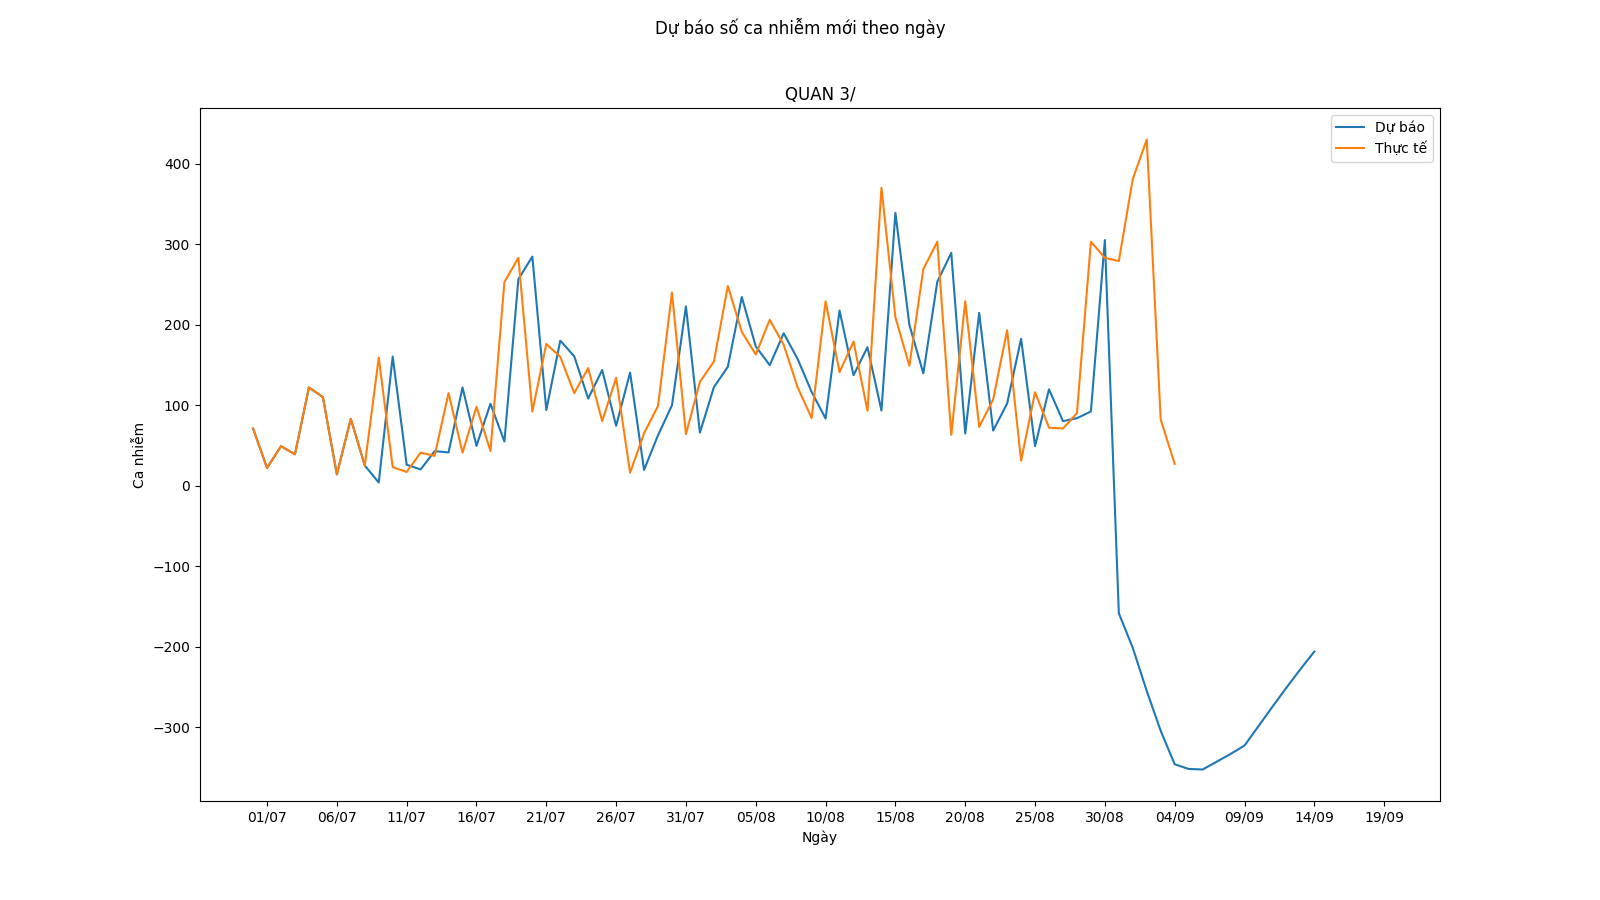 Dự báo số ca nhiễm mới theo ngày
QUAN 3/
Dự báo
Thực tế
400
300
200
100
0
−100
−200
−300
Ca nhiễm
01/07 06/07 11/07 16/07 21/07 26/07 31/07 05/08 10/08 15/08 20/08 25/08 30/08 04/09 09/09 14/09 19/09
Ngày